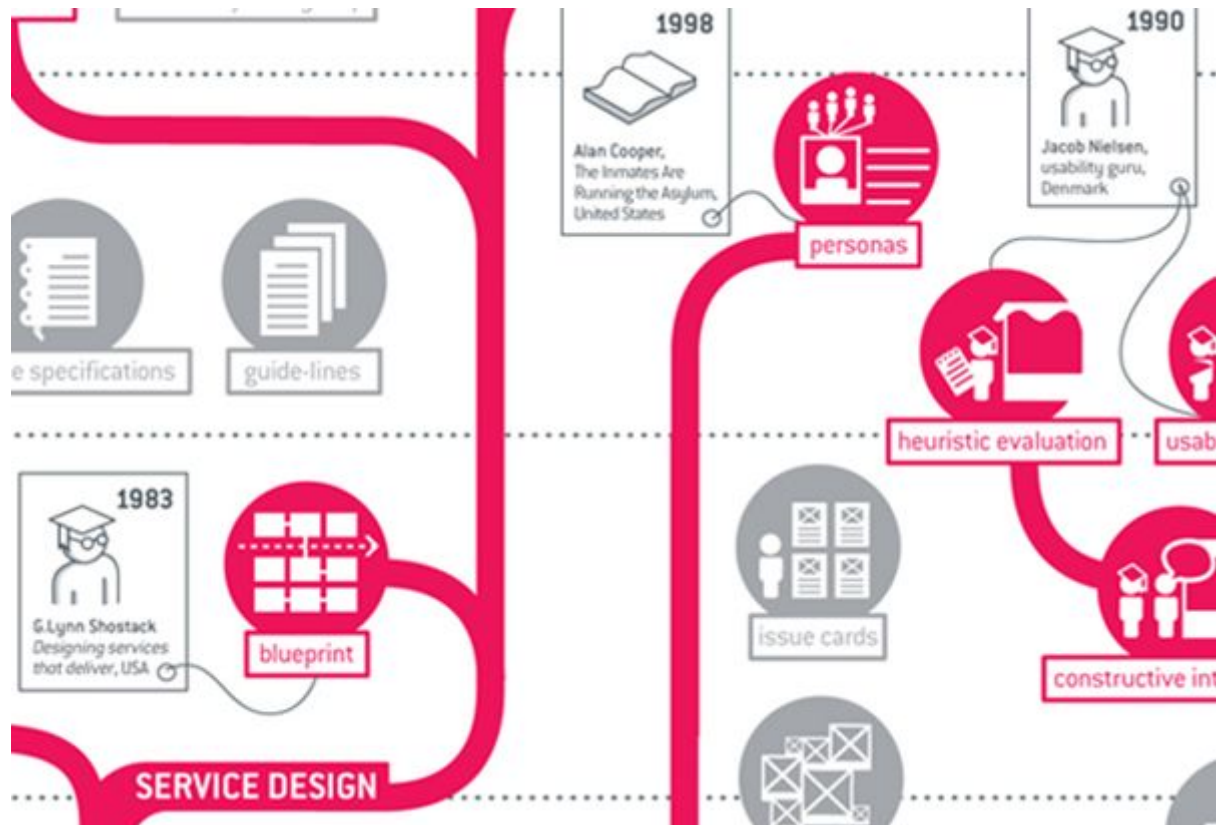 1998
Alan Cooper,
The Inmates Are
Running the Asylum,
United States
personas
1990
Jacob Nielsen,
usability guru,
Denmark
e specifications
guide-lines
heuristic evaluation
usab
1983
G.Lynn Shostack
Designing services
that deliver, USA
blueprint
issue cards
constructive int
SERVICE DESIGN